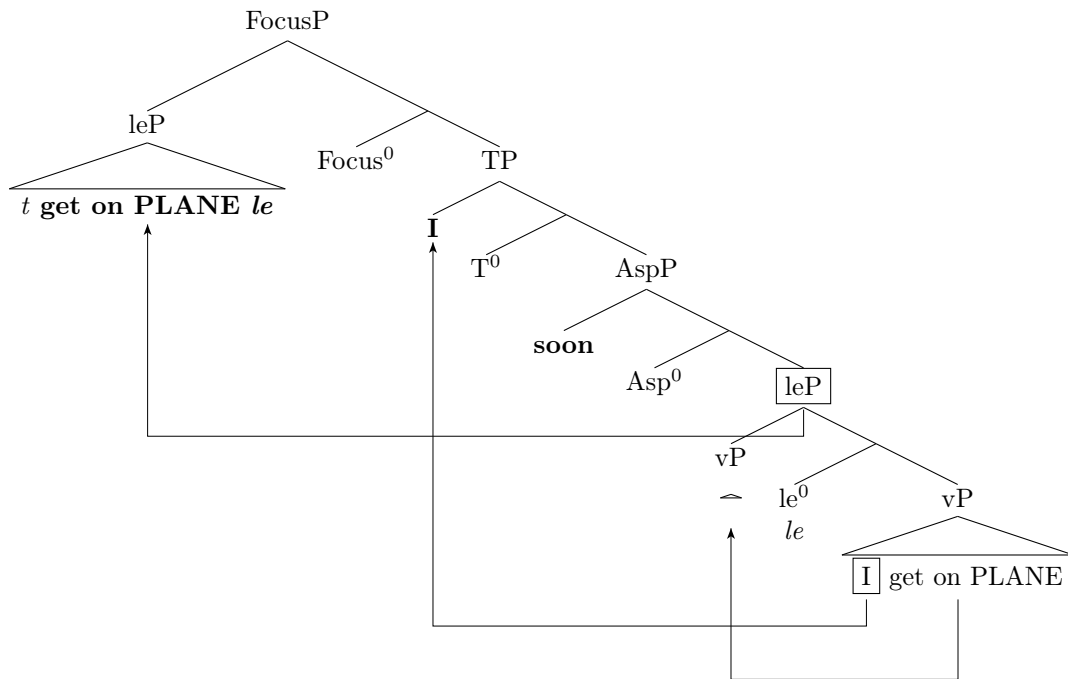 FocusP
leP
Focus⁰
TP
t get on PLANE le
I
T⁰
AspP
soon
Asp⁰
leP
vP
le⁰
vP
le
I get on PLANE